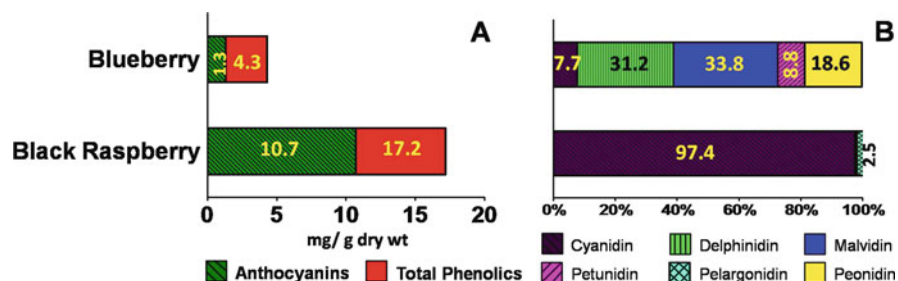 A
B
Blueberry
1.3 4.3
7.7 31.2 33.8 8.8 18.6
Black Raspberry
10.7 17.2
97.4 2.5
0 5 10 15 20
mg/ g dry wt
0% 20% 40% 60% 80% 100%
Anthocyanins Total Phenolics
Cyanidin Delphinidin Malvidin
Petunidin Pelargonidin Peonidin